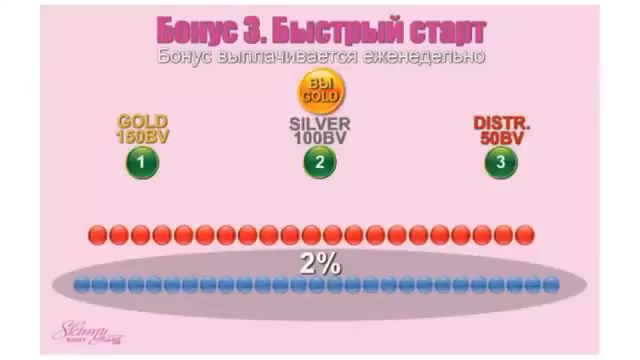 Бонус 3. Быстрый старт
Бонус выплачивается еженедельно
ВЫ
GOLD
GOLD
150BV
1
SILVER
100BV
2
DISTR.
50BV
3
2%
Skinny